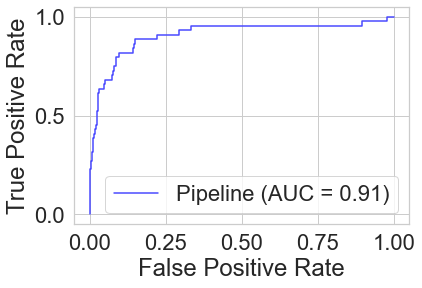 True Positive Rate
1.0
0.5
0.0
Pipeline (AUC = 0.91)
0.00 0.25 0.50 0.75 1.00
False Positive Rate